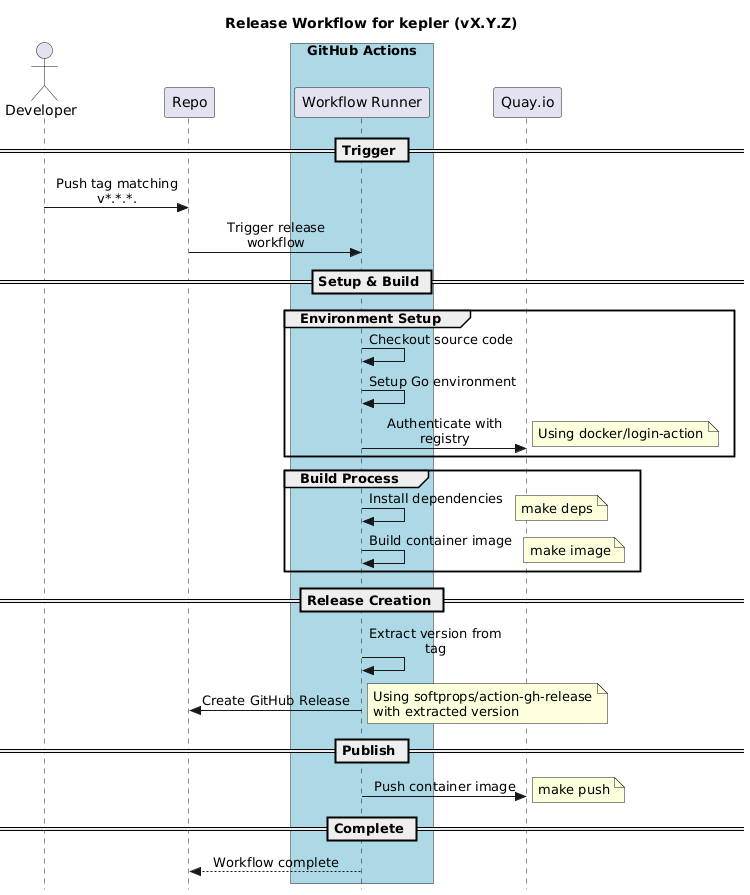 Release Workflow for kepler (vX.Y.Z)
GitHub Actions
Developer
Repo
Workflow Runner
Quay.io
Trigger
Push tag matching
v*.*.*.
Trigger release
workflow
Setup & Build
Environment Setup
Checkout source code
Setup Go environment
Authenticate with
registry
Using docker/login-action
Build Process
Install dependencies
make deps
Build container image
make image
Release Creation
Extract version from
tag
Create GitHub Release
Using softprops/action-gh-release
with extracted version
Publish
Push container image
make push
Complete
Workflow complete